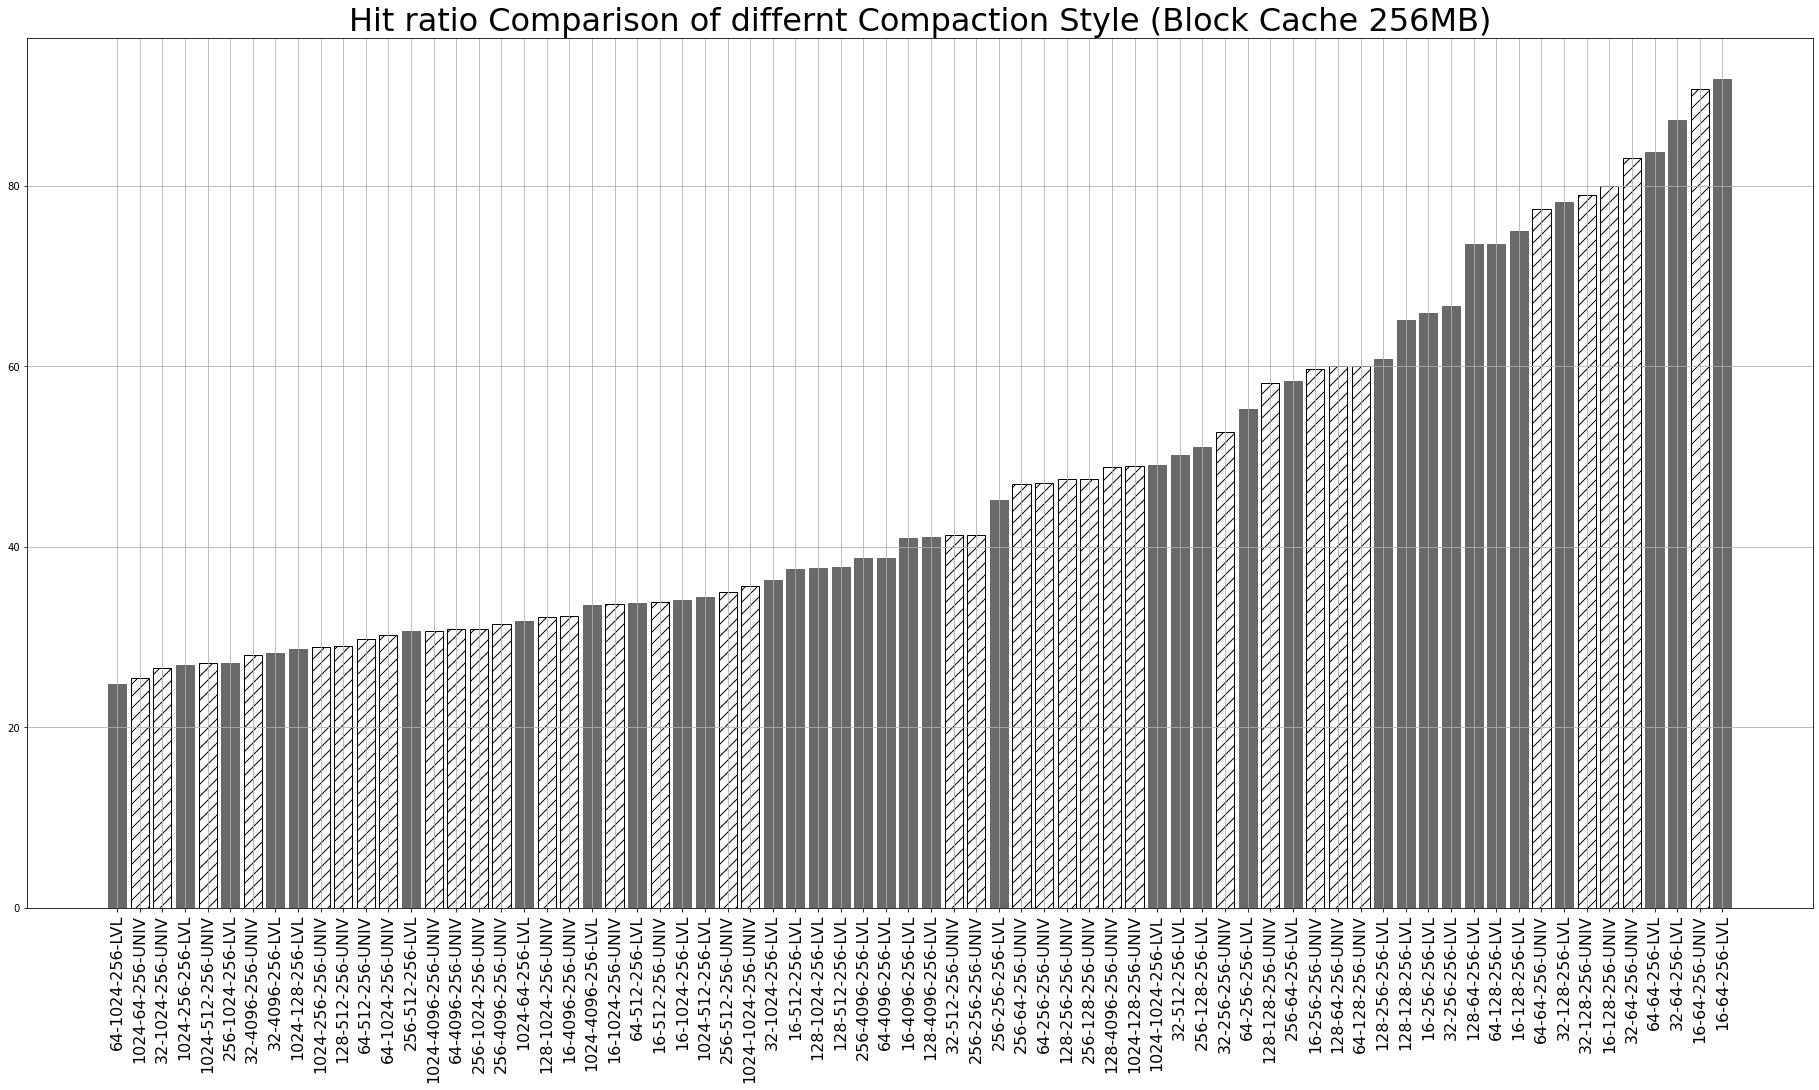 Hit ratio Comparison of differnt Compaction Style (Block Cache 256MB)
80
60
40
20
0
64-1024-256-LVL
1024-64-256-UNIV
32-1024-256-UNIV
1024-256-256-LVL
1024-512-256-UNIV
256-1024-256-LVL
32-4096-256-UNIV
32-4096-256-LVL
1024-128-256-LVL
1024-256-256-UNIV
128-512-256-UNIV
64-512-256-UNIV
64-1024-256-UNIV
256-512-256-LVL
1024-4096-256-UNIV
64-4096-256-UNIV
256-1024-256-UNIV
256-4096-256-UNIV
1024-64-256-LVL
128-1024-256-UNIV
16-4096-256-UNIV
1024-4096-256-LVL
16-1024-256-UNIV
64-512-256-LVL
16-512-256-UNIV
16-1024-256-LVL
1024-512-256-LVL
256-512-256-UNIV
1024-1024-256-UNIV
32-1024-256-LVL
16-512-256-LVL
128-1024-256-LVL
128-512-256-LVL
256-4096-256-LVL
64-4096-256-LVL
16-4096-256-LVL
128-4096-256-LVL
32-512-256-UNIV
256-256-256-UNIV
256-256-256-LVL
256-64-256-UNIV
64-256-256-UNIV
128-256-256-UNIV
256-128-256-UNIV
128-4096-256-UNIV
1024-128-256-UNIV
1024-1024-256-LVL
32-512-256-LVL
256-128-256-LVL
32-256-256-UNIV
64-256-256-LVL
128-128-256-UNIV
256-64-256-LVL
16-256-256-UNIV
128-64-256-UNIV
64-128-256-UNIV
128-256-256-LVL
128-128-256-LVL
16-256-256-LVL
32-256-256-LVL
128-64-256-LVL
64-128-256-LVL
16-128-256-LVL
64-64-256-UNIV
32-128-256-LVL
32-128-256-UNIV
16-128-256-UNIV
32-64-256-UNIV
64-64-256-LVL
32-64-256-LVL
16-64-256-UNIV
16-64-256-LVL